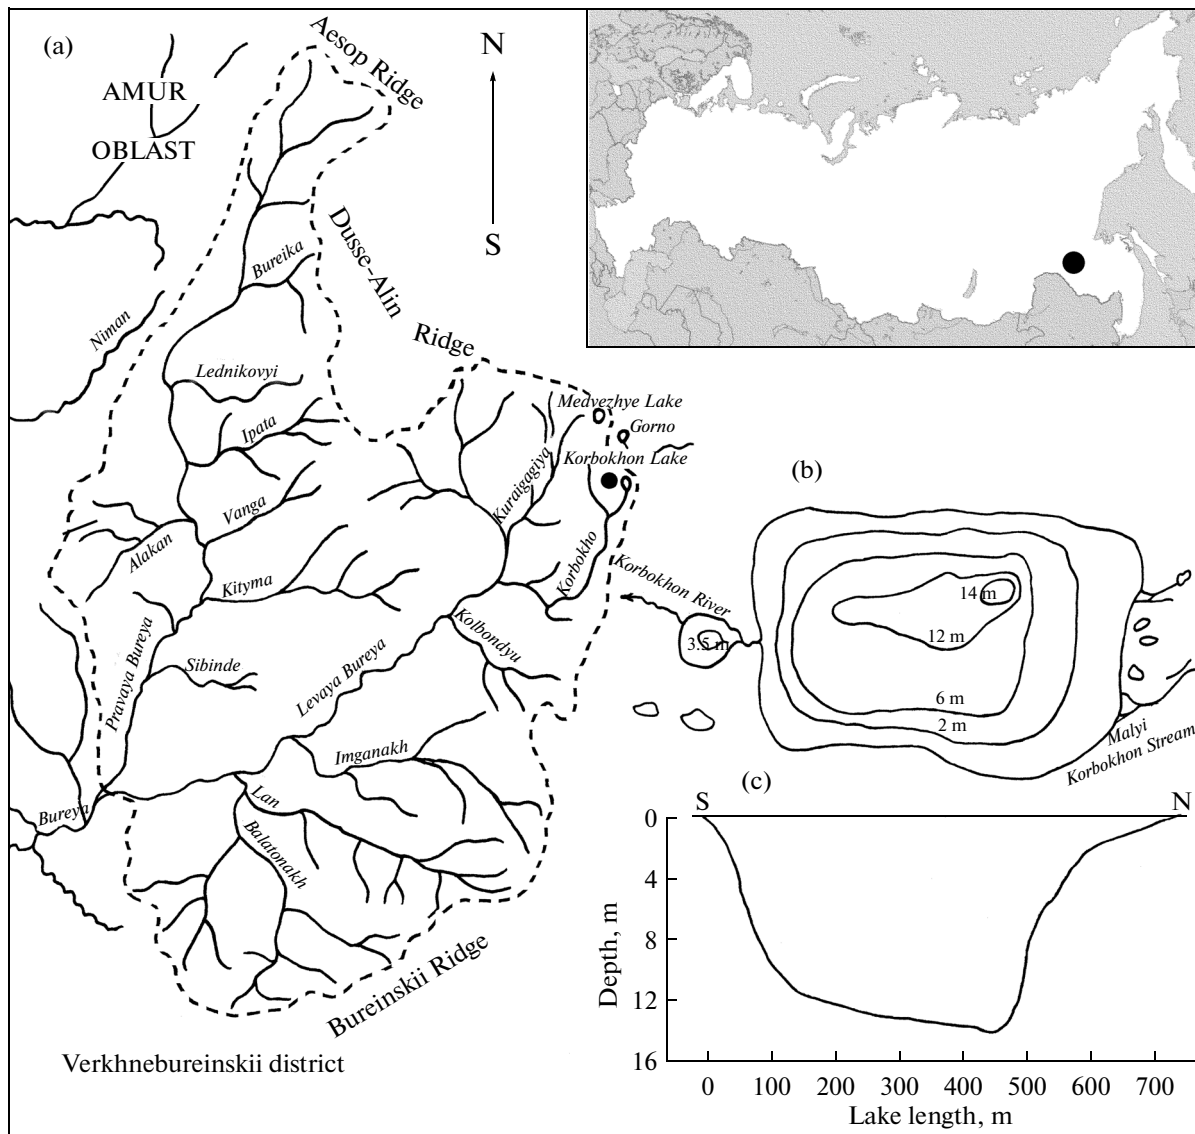 (a)
Aesop Ridge
N
S
AMUR
OBLAST
Dusse-Alin
Ridge
Bureika
Niman
Lednikovyi
Ipata
Vanga
Alakan
Kityma
Pravaya Bureya
Sibinde
Levaya Bureya
Kuraigagiya
Medvezhye Lake
Gorno
Korbokhon Lake
Korbokho
Kolbondyu
Imganakh
Lan
Balatonakh
Bureya
Bureinskii Ridge
Verkhnebureinskii district
(b)
Korbokhon River
3.5 m
14 m
12 m
6 m
2 m
Malyi
Korbokhon Stream
(c)
S
N
0
4
8
12
16
Depth, m
0 100 200 300 400 500 600 700
Lake length, m